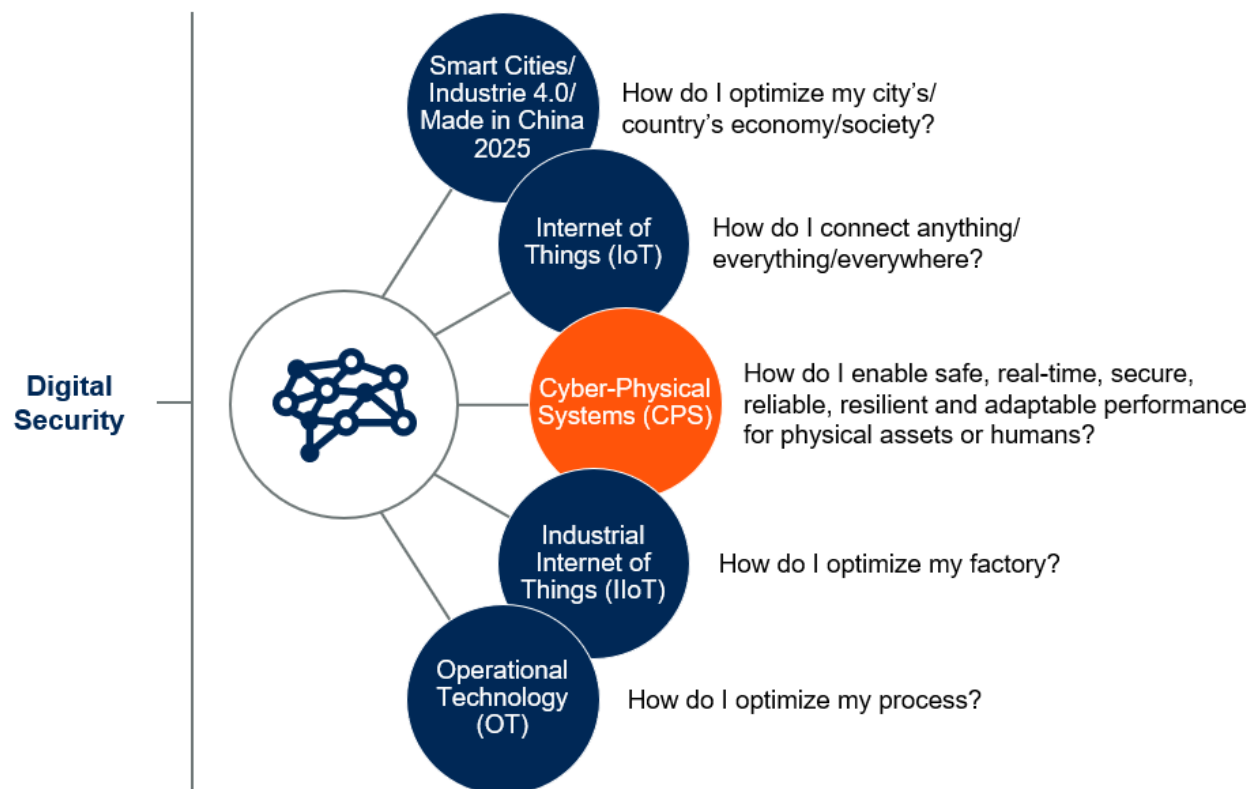 Digital
Security
Smart Cities/
Industrie 4.0/
Made in China
2025
How do I optimize my city's/
country's economy/society?
Internet of
Things (IoT)
How do I connect anything/
everything/everywhere?
Cyber-Physical
Systems (CPS)
How do I enable safe, real-time, secure,
reliable, resilient and adaptable performance
for physical assets or humans?
Industrial
Internet of
Things (IIoT)
How do I optimize my factory?
Operational
Technology
(OT)
How do I optimize my process?